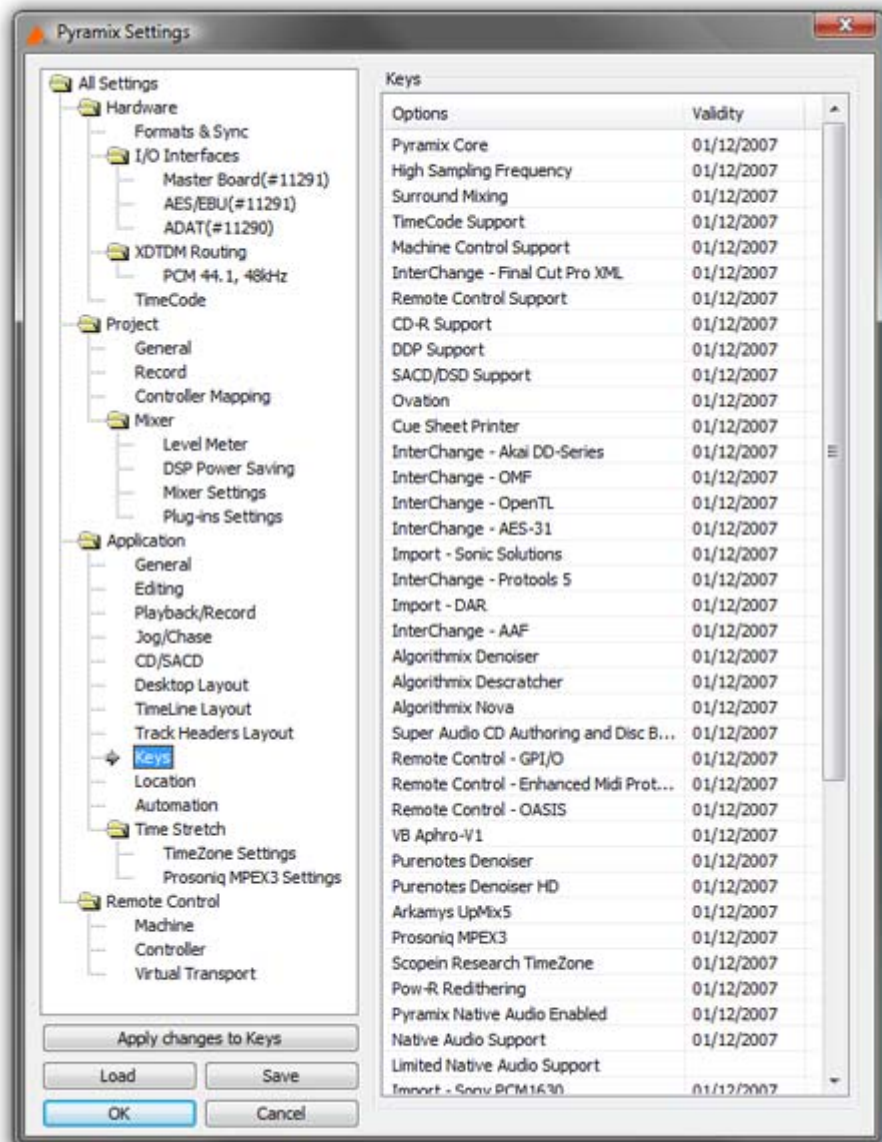 Pyramix Settings
All Settings
Hardware
Formats & Sync
I/O Interfaces
Master Board(#11291)
AES/EBU(#11291)
ADAT(#11290)
XDTDM Routing
PCM 44.1, 48kHz
TimeCode
Project
General
Record
Controller Mapping
Mixer
Level Meter
DSP Power Saving
Mixer Settings
Plug-ins Settings
Application
General
Editing
Playback/Record
Jog/Chase
CD/SACD
Desktop Layout
TimeLine Layout
Track Headers Layout
Keys
Location
Automation
Time Stretch
TimeZone Settings
Prosoniq MPEX3 Settings
Remote Control
Machine
Controller
Virtual Transport
Apply changes to Keys
Load Save
OK Cancel
Keys
Options Validity
Pyramix Core 01/12/2007
High Sampling Frequency 01/12/2007
Surround Mixing 01/12/2007
TimeCode Support 01/12/2007
Machine Control Support 01/12/2007
InterChange - Final Cut Pro XML 01/12/2007
Remote Control Support 01/12/2007
CD-R Support 01/12/2007
DDP Support 01/12/2007
SACD/DSD Support 01/12/2007
Ovation 01/12/2007
Cue Sheet Printer 01/12/2007
InterChange - Akai DD-Series 01/12/2007
InterChange - OMF 01/12/2007
InterChange - OpenTL 01/12/2007
InterChange - AES-31 01/12/2007
Import - Sonic Solutions 01/12/2007
InterChange - Protools 5 01/12/2007
Import - DAR 01/12/2007
InterChange - AAF 01/12/2007
Algorithmix Denoiser 01/12/2007
Algorithmix Descratcher 01/12/2007
Algorithmix Nova 01/12/2007
Super Audio CD Authoring and Disc B... 01/12/2007
Remote Control - GPI/O 01/12/2007
Remote Control - Enhanced Midi Prot... 01/12/2007
Remote Control - OASIS 01/12/2007
VB Aphro-V1 01/12/2007
Purenotes Denoiser 01/12/2007
Purenotes Denoiser HD 01/12/2007
Arkamys UpMix5 01/12/2007
Prosoniq MPEX3 01/12/2007
Scopein Research TimeZone 01/12/2007
Pow-R Redithering 01/12/2007
Pyramix Native Audio Enabled 01/12/2007
Native Audio Support 01/12/2007
Limited Native Audio Support
Import - Sony PCM1630 01/12/2007